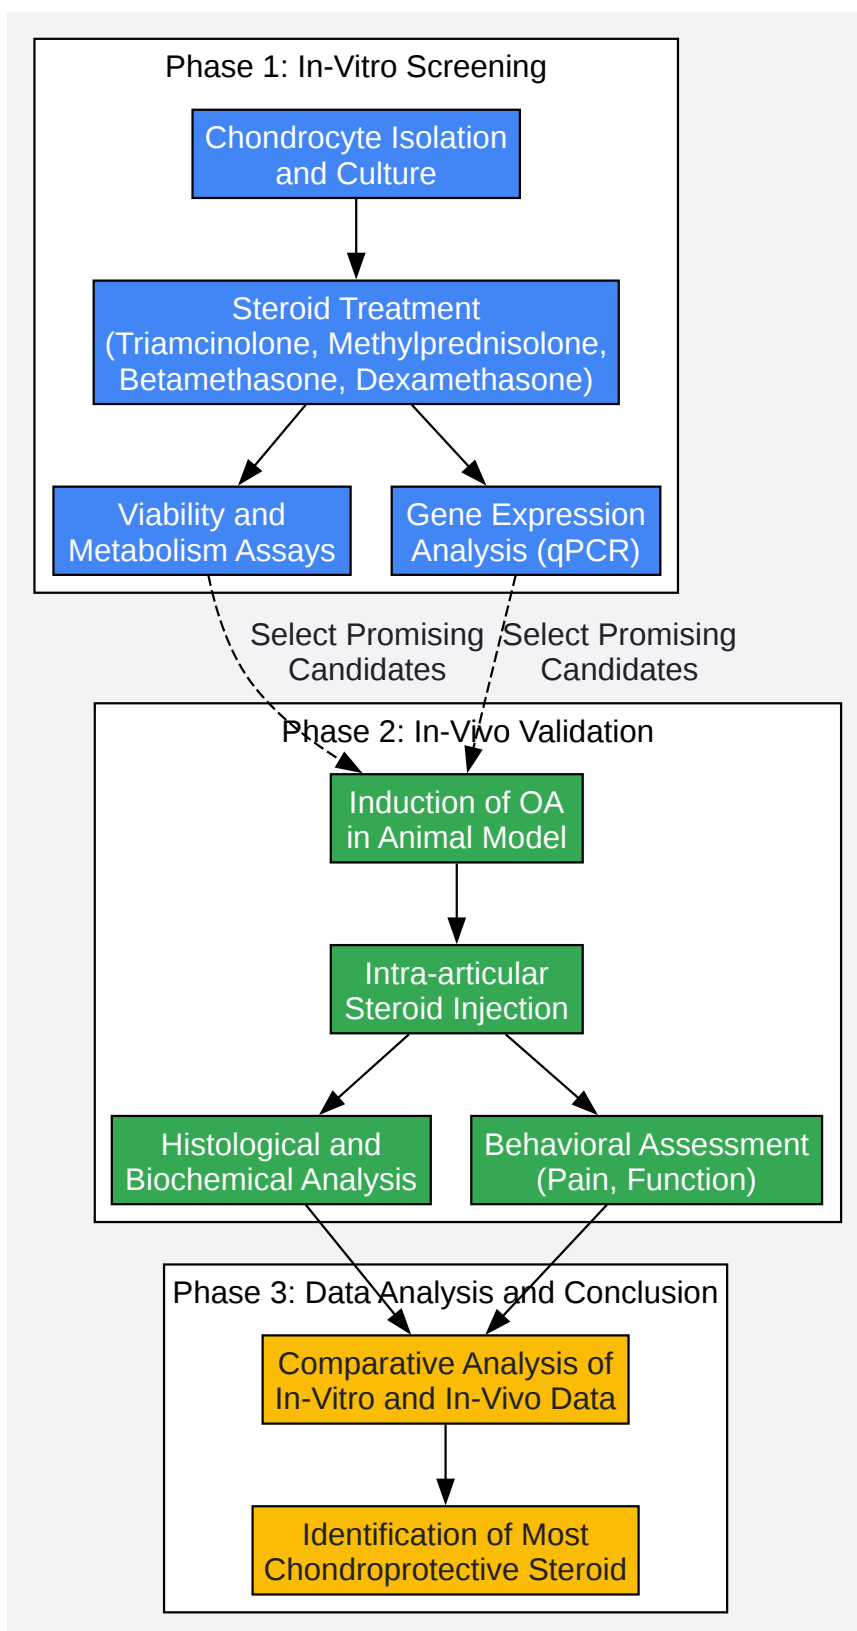 Phase 1: In-Vitro Screening
Chondrocyte Isolation
and Culture
Steroid Treatment
(Triamcinolone, Methylprednisolone,
Betamethasone, Dexamethasone)
Viability and
Metabolism Assays
Gene Expression
Analysis (qPCR)
Select Promising
Candidates
Select Promising
Candidates
Phase 2: In-Vivo Validation
Induction of OA
in Animal Model
Intra-articular
Steroid Injection
Histological and
Biochemical Analysis
Behavioral Assessment
(Pain, Function)
Phase 3: Data Analysis and Conclusion
Comparative Analysis of
In-Vitro and In-Vivo Data
Identification of Most
Chondroprotective Steroid